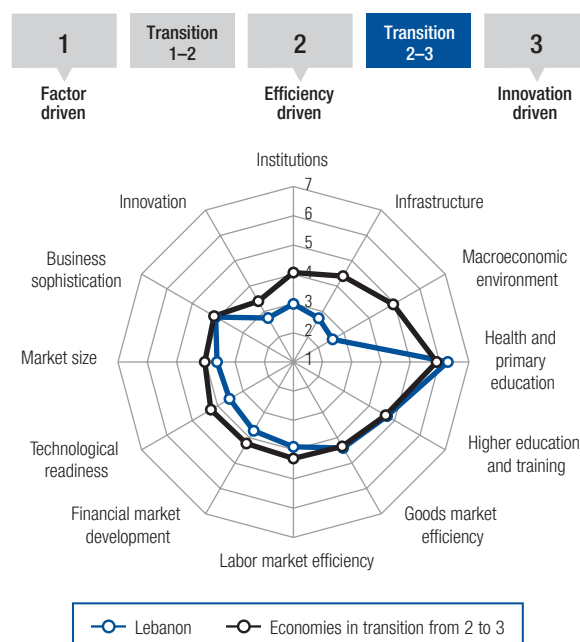 1
Transition
1–2
2
Transition
2–3
3
Factor
driven
Efficiency
driven
Innovation
driven
Institutions
Infrastructure
Macroeconomic
environment
Health and
primary
education
Higher education
and training
Goods market
efficiency
Labor market efficiency
Financial market
development
Technological
readiness
Market size
Business
sophistication
Innovation
7
6
5
4
3
2
1
Lebanon
Economies in transition from 2 to 3